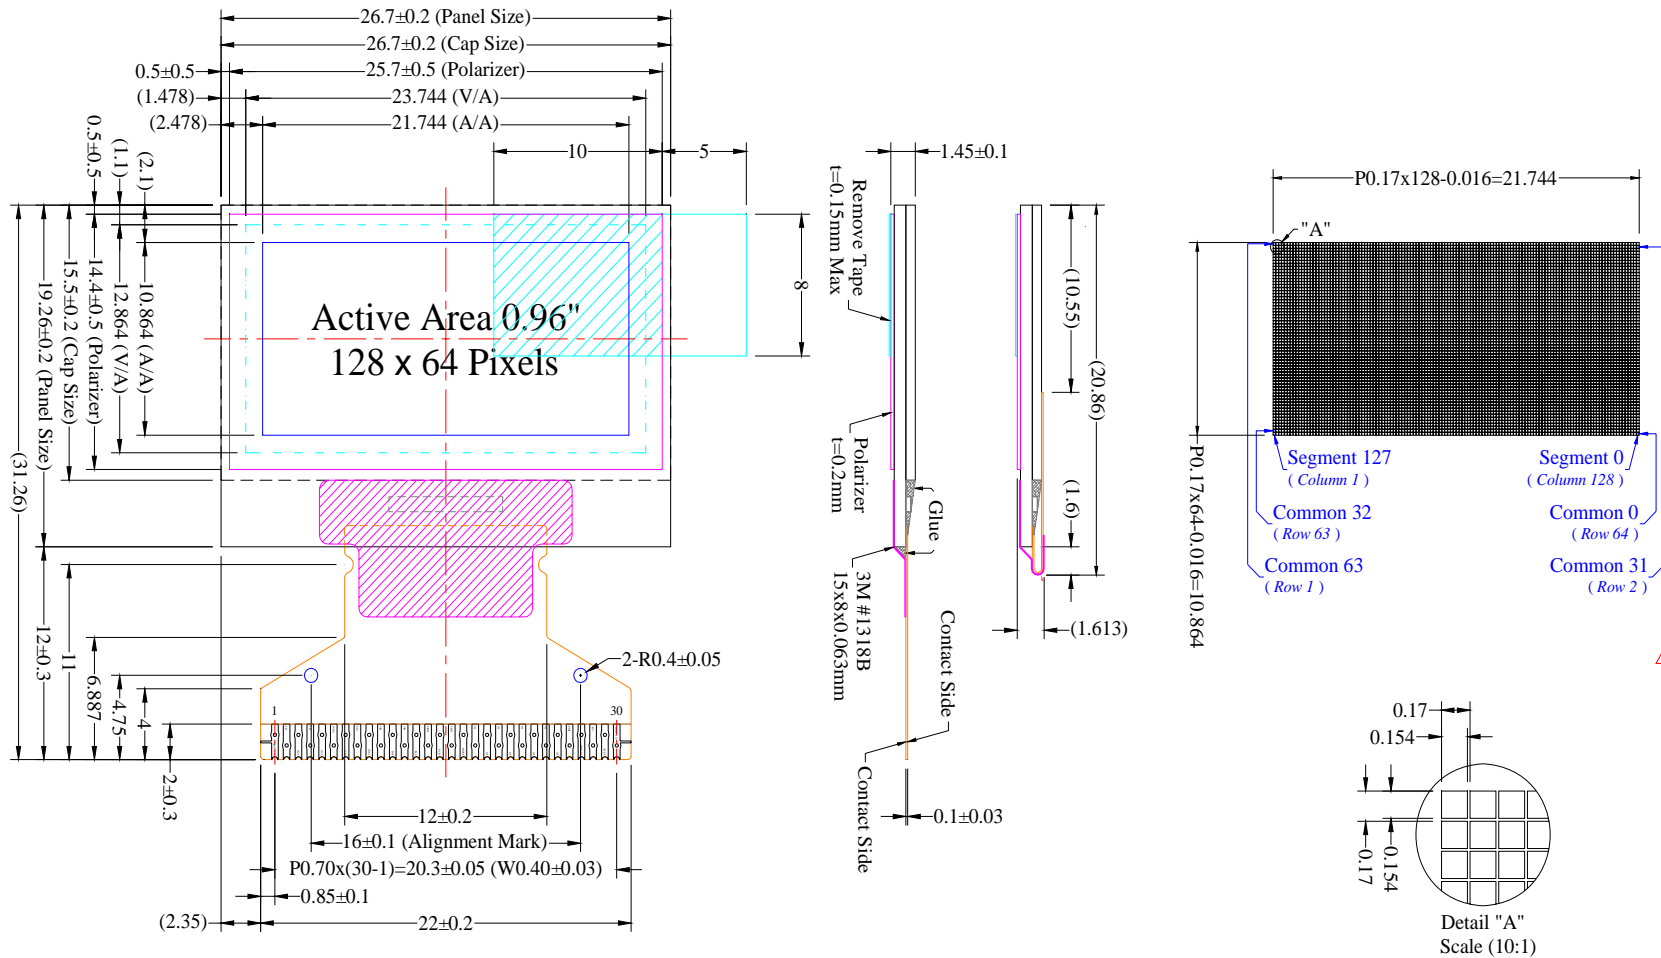 26.7±0.2 (Panel Size)
26.7±0.2 (Cap Size)
0.5±0.5
25.7±0.5 (Polarizer)
(1.478)
23.744 (V/A)
(2.478)
21.744 (A/A)
10
5
0.5±0.5
(1.1)
(2.1)
8
Active Area 0.96"
128 x 64 Pixels
10.864 (A/A)
12.864 (V/A)
14.4±0.5 (Polarizer)
15.5±0.2 (Cap Size)
19.26±0.2 (Panel Size)
(31.26)
12±0.3
11
6.887
4.75
4
2±0.3
2-R0.4±0.05
1
30
12±0.2
16±0.1 (Alignment Mark)
P0.70x(30-1)=20.3±0.05 (W0.40±0.03)
0.85±0.1
(2.35)
22±0.2
1.45±0.1
Remove Tape
t=0.15mm Max
Polarizer
t=0.2mm
Glue
3M #1318B
15x8x0.063mm
Contact Side
Contact Side
0.1±0.03
(10.55)
(20.86)
(1.6)
(1.613)
P0.17x128-0.016=21.744
"A"
P0.17x64-0.016=10.864
Segment 127
( Column 1 )
Segment 0
( Column 128 )
Common 32
( Row 63 )
Common 0
( Row 64 )
Common 63
( Row 1 )
Common 31
( Row 2 )
4
0.17
0.154
0.154
0.17
Detail "A"
Scale (10:1)